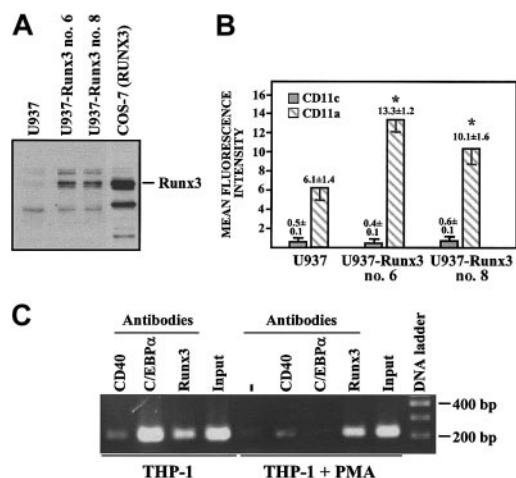 A
U937
U937-Runx3 no. 6
U937-Runx3 no. 8
COS-7 (RUNX3)
Runx3
B
MEAN FLUORESCENCE
INTENSITY
16
14
12
10
8
6
4
2
CD11c
CD11a
0.5±
0.1
6.1±1.4
0.4±
0.1
*
13.3±1.2
0.6±
0.1
*
10.1±1.6
U937
U937-Runx3
no. 6
U937-Runx3
no. 8
C
Antibodies
Antibodies
CD40
C/EBPα
Runx3
Input
-
CD40
C/EBPα
Runx3
Input
DNA ladder
400 bp
200 bp
THP-1
THP-1 + PMA